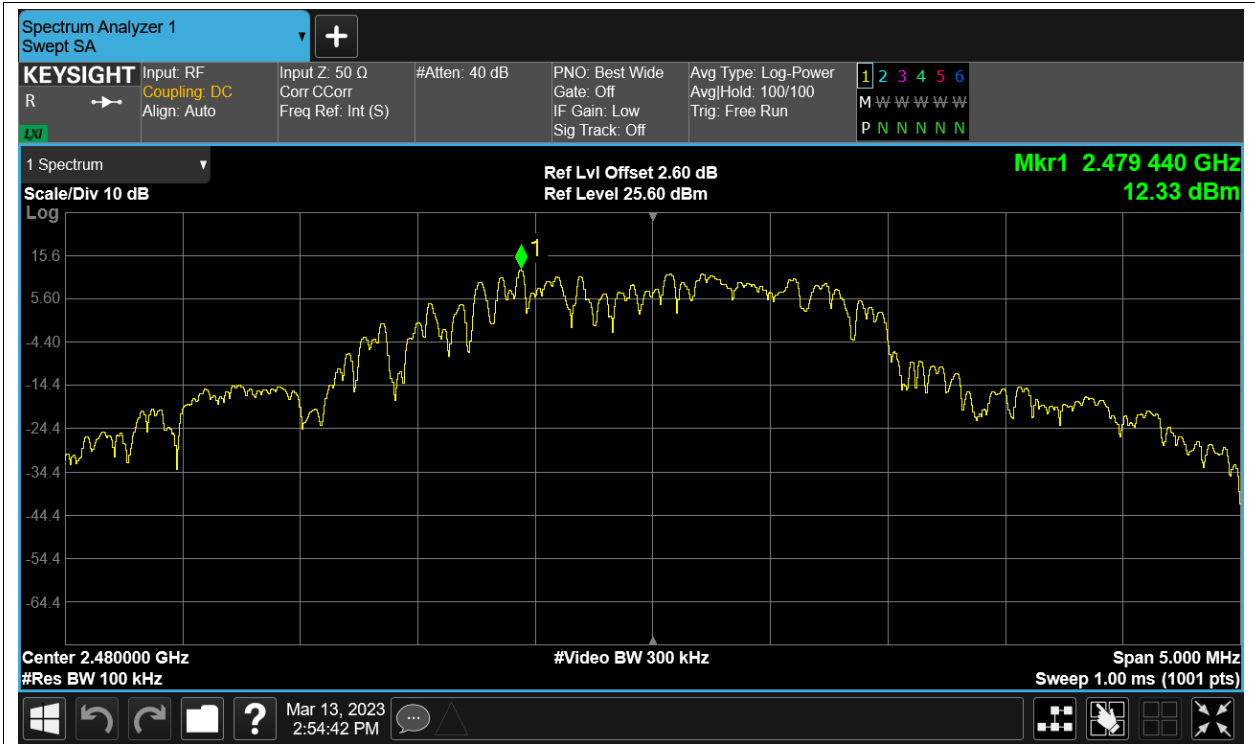 Spectrum Analyzer 1
Swept SA
KEYSIGHT
R
LXI
Input: RF
Coupling: DC
Align: Auto
Input Z: 50 Ω
Corr CCorr
Freq Ref: Int (S)
#Atten: 40 dB
PNO: Best Wide
Gate: Off
IF Gain: Low
Sig Track: Off
Avg Type: Log-Power
Avg|Hold: 100/100
Trig: Free Run
1 2 3 4 5 6
M W W W W W
P N N N N N
1 Spectrum
Scale/Div 10 dB
Log
Ref Lvl Offset 2.60 dB
Ref Level 25.60 dBm
Mkr1 2.479 440 GHz
12.33 dBm
1
15.6
5.60
-4.40
-14.4
-24.4
-34.4
-44.4
-54.4
-64.4
Center 2.480000 GHz
#Res BW 100 kHz
#Video BW 300 kHz
Span 5.000 MHz
Sweep 1.00 ms (1001 pts)
?
Mar 13, 2023
2:54:42 PM